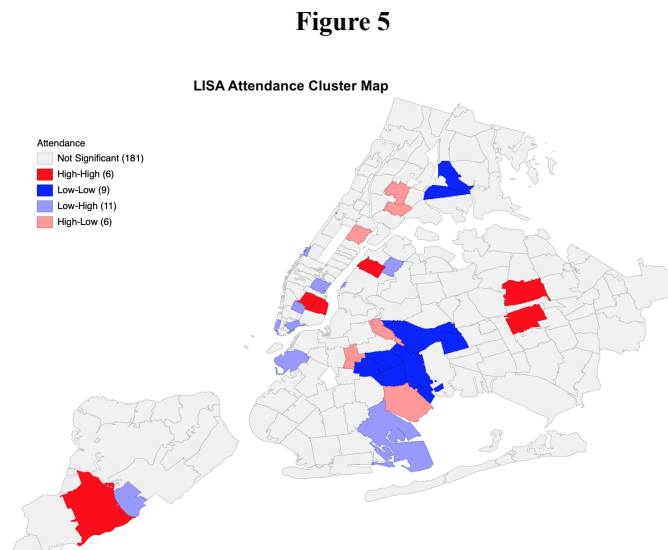 Figure 5
LISA Attendance Cluster Map
Attendance
Not Significant (181)
High-High (6)
Low-Low (9)
Low-High (11)
High-Low (6)